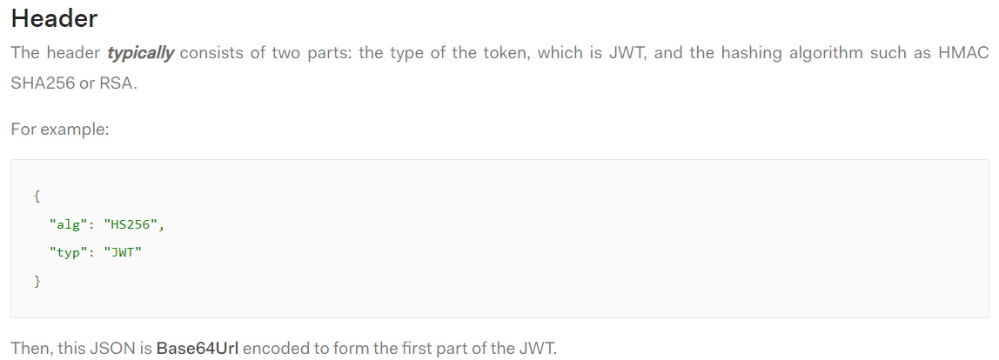 Header
The header typically consists of two parts: the type of the token, which is JWT, and the hashing algorithm such as HMAC
SHA256 or RSA.
For example:
{
  "alg": "HS256",
  "typ": "JWT"
}
Then, this JSON is Base64Url encoded to form the first part of the JWT.